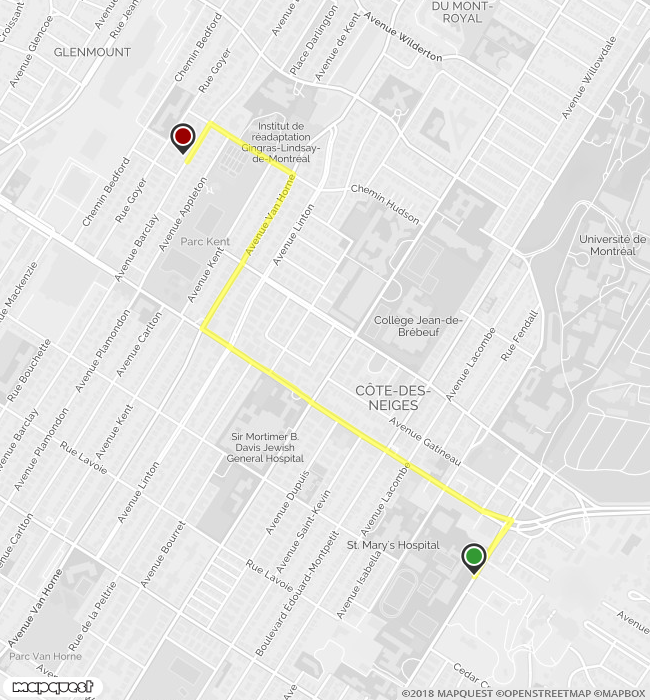 Croissant
Avenue Glencoe
Rue Jean
Avenue
GLENMOUNT
Chemin Bedford
Rue Goyer
Avenue
Place Darlington
Avenue de Kent
Avenue Wilderton
DU MONT-
ROYAL
Avenue Willowdale
Institut de
réadaptation
Gingras-Lindsay-
de-Montréal
Chemin Bedford
Rue Goyer
Avenue Barclay
Avenue Appleton
Parc Kent
Avenue Kent
Avenue Van Horne
Avenue Linton
Chemin Hudson
Université de
Montréal
Avenue Mackenzie
Avenue Plamondon
Avenue Carlton
Collège Jean-de-
Brébeuf
Avenue Lacombe
Rue Fendall
Rue Bouchette
CÔTE-DES-
NEIGES
Avenue Barclay
Avenue Plamondon
Avenue Kent
Rue Lavoie
Sir Mortimer B.
Davis Jewish
General Hospital
Avenue Gatineau
Avenue Linton
Avenue Dupuis
Avenue Saint-Kevin
Avenue Lacombe
Avenue Carlton
Avenue Bourret
Rue Lavoie
Boulevard Edouard-Montpetit
Avenue Isabella
St. Mary's Hospital
Avenue Van Horne
Rue de la Peltrie
Parc Van Horne
Avenue
Cedar C
Avenue
Ave
mapquest
©2018 MAPQUEST ©OPENSTREETMAP ©MAPBOX